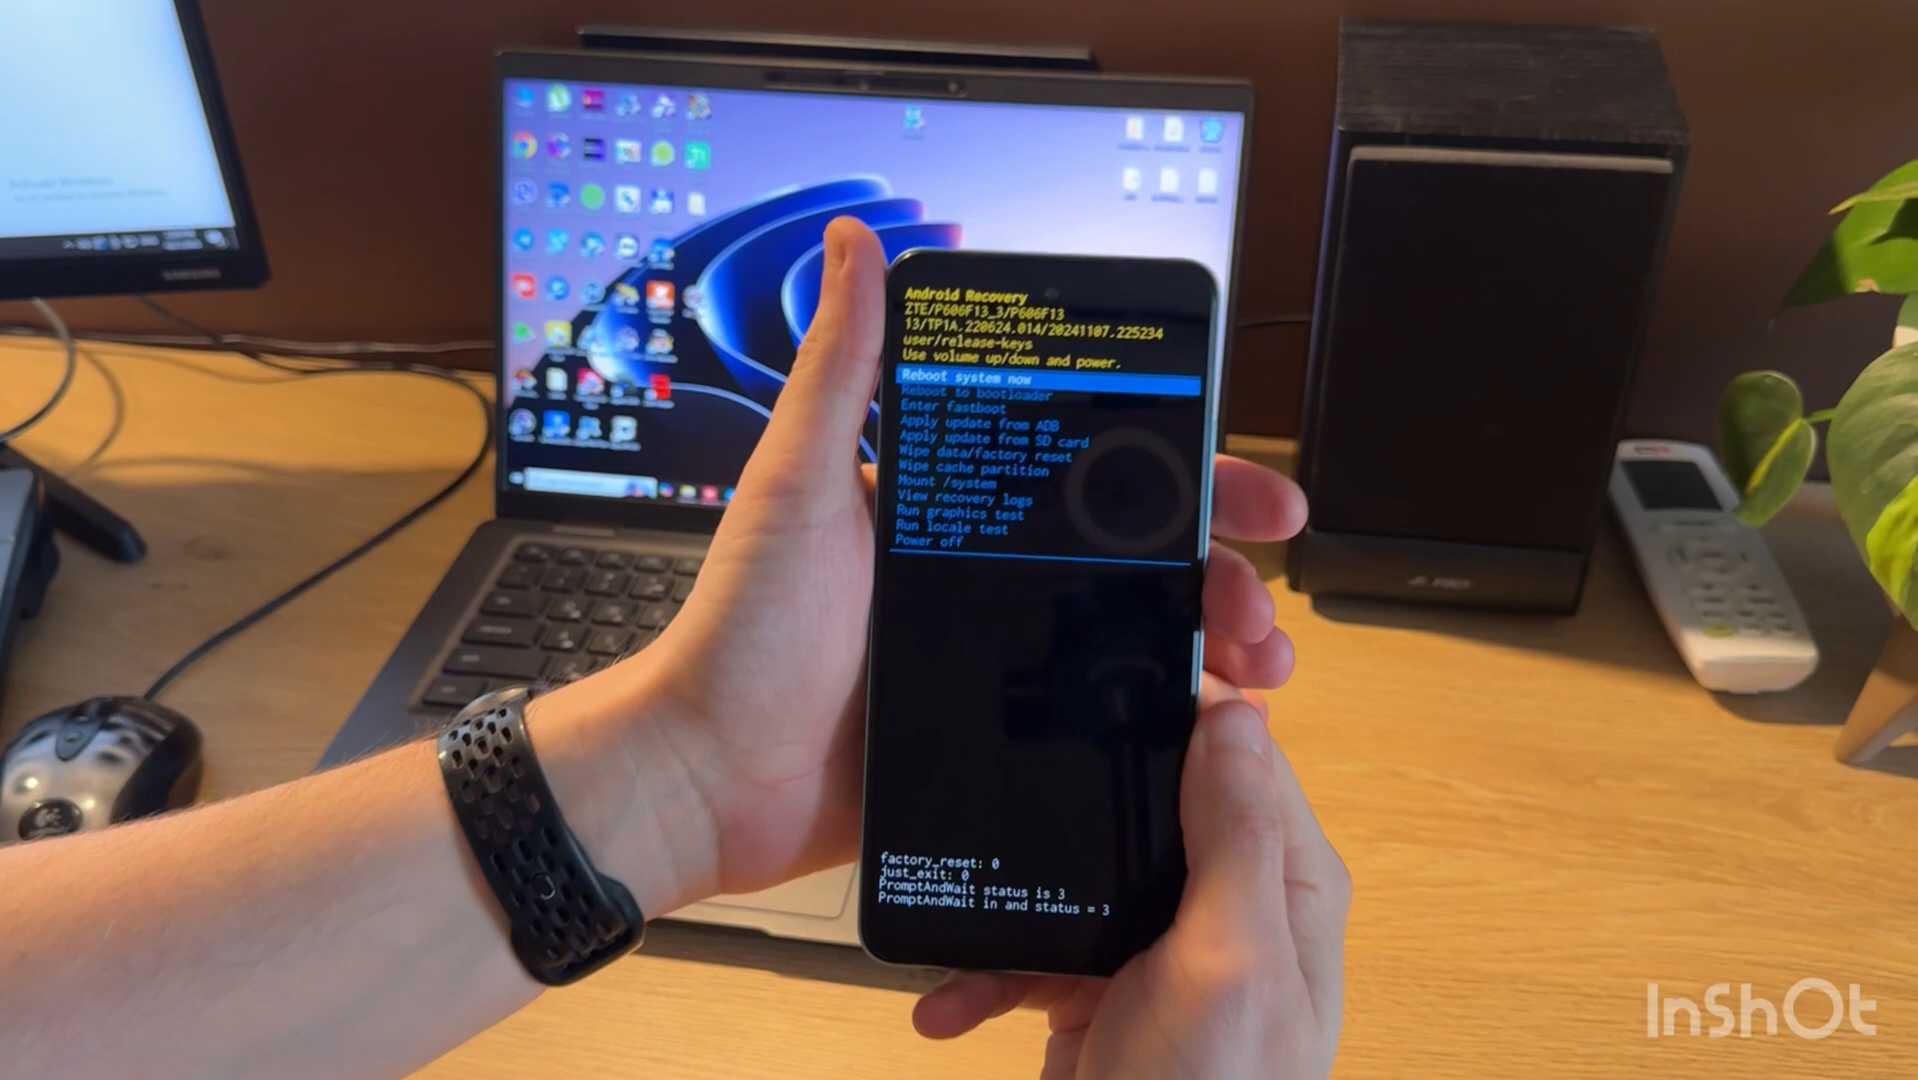 Activate Windows
SAMSUNG
Android Recovery
ZTE/P606F13_3/P606F13
13/TP1A.220624.014/20241107.225234
user/release-keys
Use volume up/down and power.
Reboot system now
Reboot to bootloader
Enter fastboot
Apply update from ADB
Apply update from SD card
Wipe data/factory reset
Wipe cache partition
Mount /system
View recovery logs
Run graphics test
Run locale test
Power off
factory_reset: 0
just_exit: 0
PromptAndWait status is 3
PromptAndWait in and status = 3
InShOt